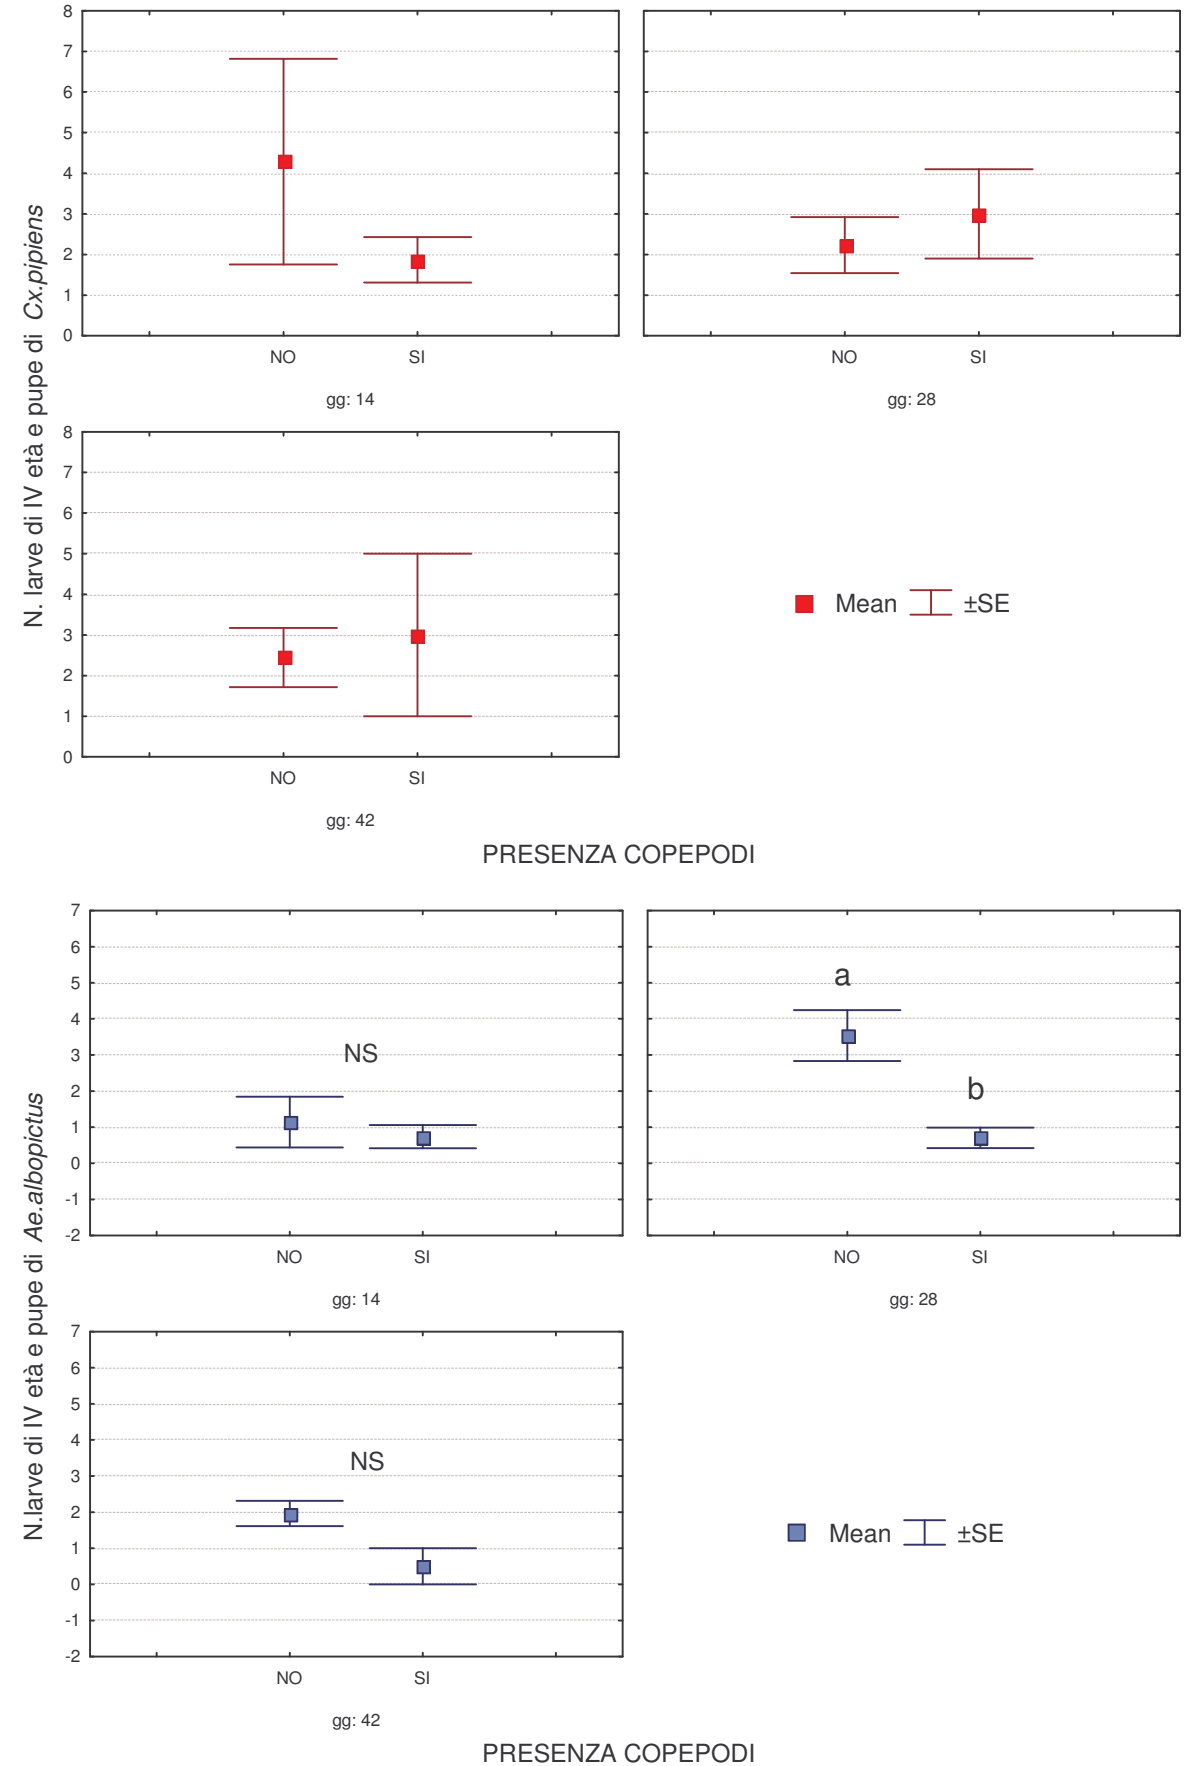 N. larve di IV età e pupe di Cx.pipiens
8
7
6
5
4
3
2
1
0
NO SI
gg: 14
NO SI
gg: 28
8
7
6
5
4
3
2
1
0
NO SI
gg: 42
Mean ±SE
PRESENZA COPEPODI
N.larve di IV età e pupe di Ae.albopictus
7
6
5
4
3
2
1
0
-1
-2
NS
NO SI
gg: 14
a
b
NO SI
gg: 28
7
6
5
4
3
2
1
0
-1
-2
NS
NO SI
gg: 42
Mean ±SE
PRESENZA COPEPODI